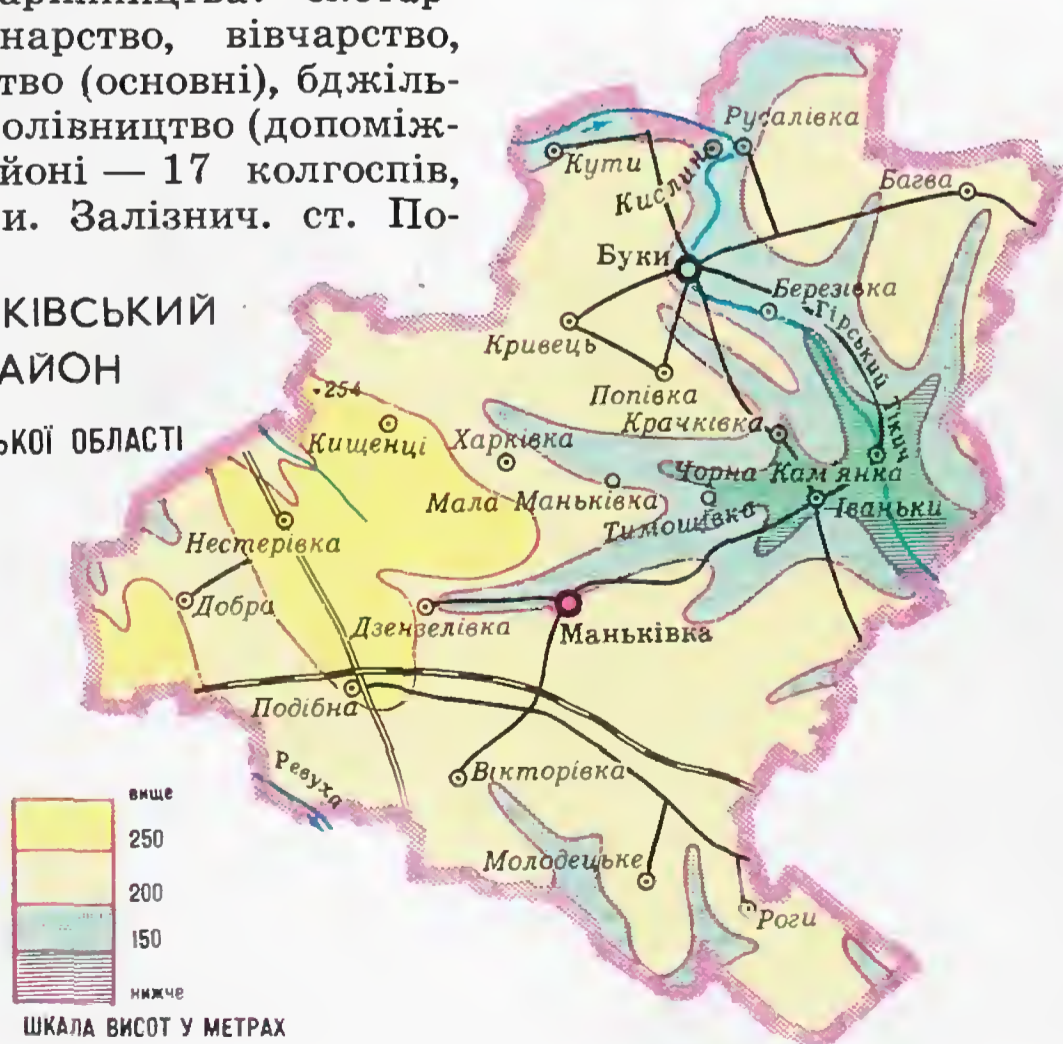 нарство, вівчарство,
тво (основні), бджіль-
олівництво (допоміж-
йоні — 17 колгоспів,
и. Залізнич. ст. По-
КІВСЬКИЙ
АЙОН
ЬКОЇ ОБЛАСТІ
Кути
Русалівка
Кислин
Багва
Буки
Березівка
Гірський Тікич
Кривець
Попівка
254
Крачківка
Кищенці
Харківка
Чорна Кам'янка
Мала Маньківка
Тимошівка
Іваньки
Нестерівка
Добра
Дзензелівка
Маньківка
Подібна
Ревуха
Вікторівка
Молодецьке
Роги
вище
250
200
150
нижче
ШКАЛА ВИСОТ У МЕТРАХ